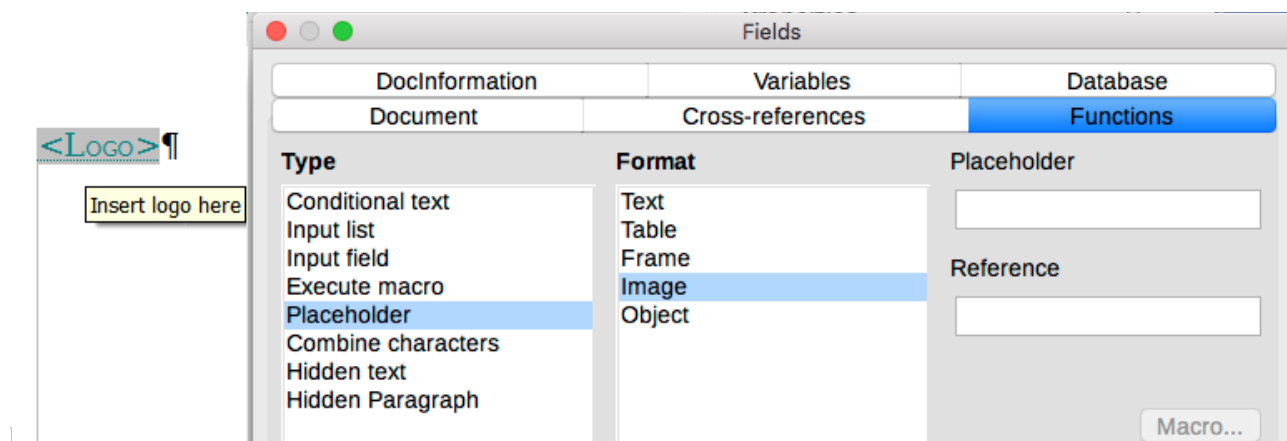 Fields
DocInformation Variables Database
Document Cross-references Functions
<Logo>¶
Insert logo here
Type
Conditional text
Input list
Input field
Execute macro
Placeholder
Combine characters
Hidden text
Hidden Paragraph
Format
Text
Table
Frame
Image
Object
Placeholder
Reference
Macro...